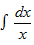 ∫ dx/x